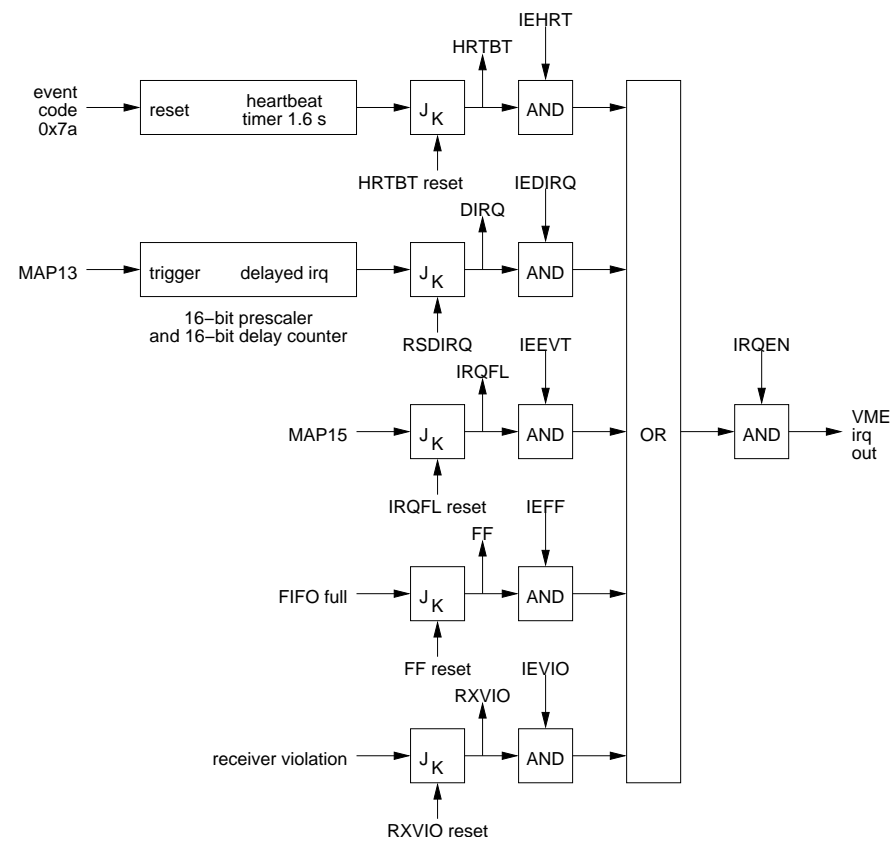 IEHRT
HRTBT
event
code
0x7a
reset
heartbeat
timer 1.6 s
J
K
AND
HRTBT reset
IEDIRQ
DIRQ
MAP13
trigger
delayed irq
J
K
AND
16−bit prescaler
and 16−bit delay counter
RSDIRQ
IEEVT
IRQFL
IRQEN
MAP15
J
K
AND
OR
AND
VME
irq
out
IRQFL reset
IEFF
FF
FIFO full
J
K
AND
FF reset
IEVIO
RXVIO
receiver violation
J
K
AND
RXVIO reset